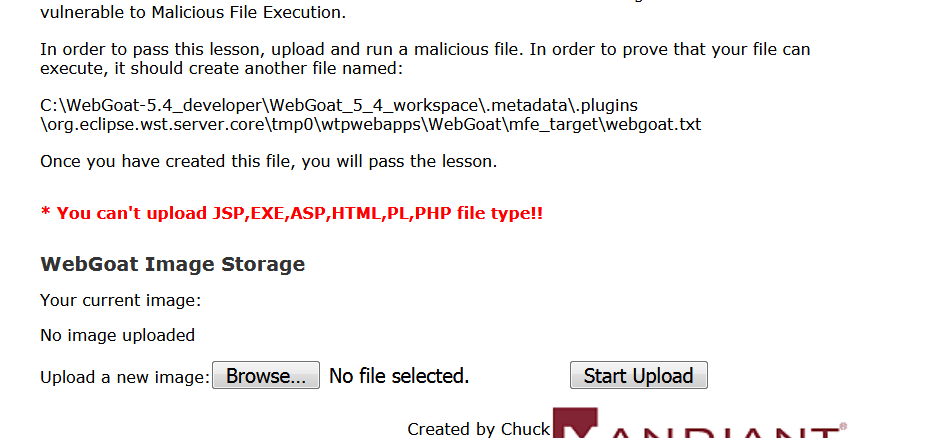 vulnerable to Malicious File Execution.
In order to pass this lesson, upload and run a malicious file. In order to prove that your file can
execute, it should create another file named:
C:\WebGoat-5.4_developer\WebGoat_5_4_workspace\.metadata\.plugins
\org.eclipse.wst.server.core\tmp0\wtpwebapps\WebGoat\mfe_target\webgoat.txt
Once you have created this file, you will pass the lesson.
* You can't upload JSP,EXE,ASP,HTML,PL,PHP file type!!
WebGoat Image Storage
Your current image:
No image uploaded
Upload a new image: Browse... No file selected. Start Upload
Created by Chuck MANDIANT®